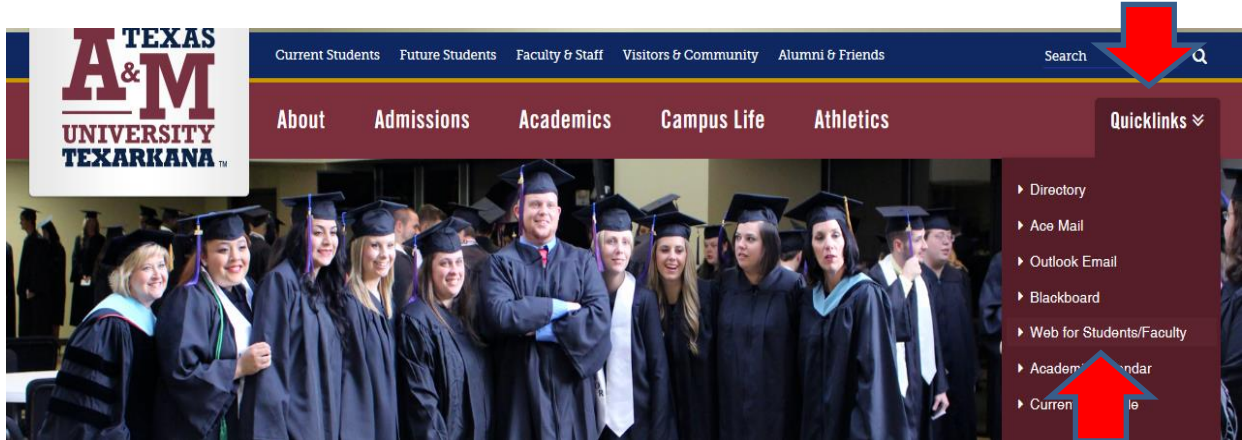 TEXAS
A&M
UNIVERSITY
TEXARKANA ™
Current Students Future Students Faculty & Staff Visitors & Community Alumni & Friends
Search
About Admissions Academics Campus Life Athletics
Quicklinks
Directory
Ace Mail
Outlook Email
Blackboard
Web for Students/Faculty